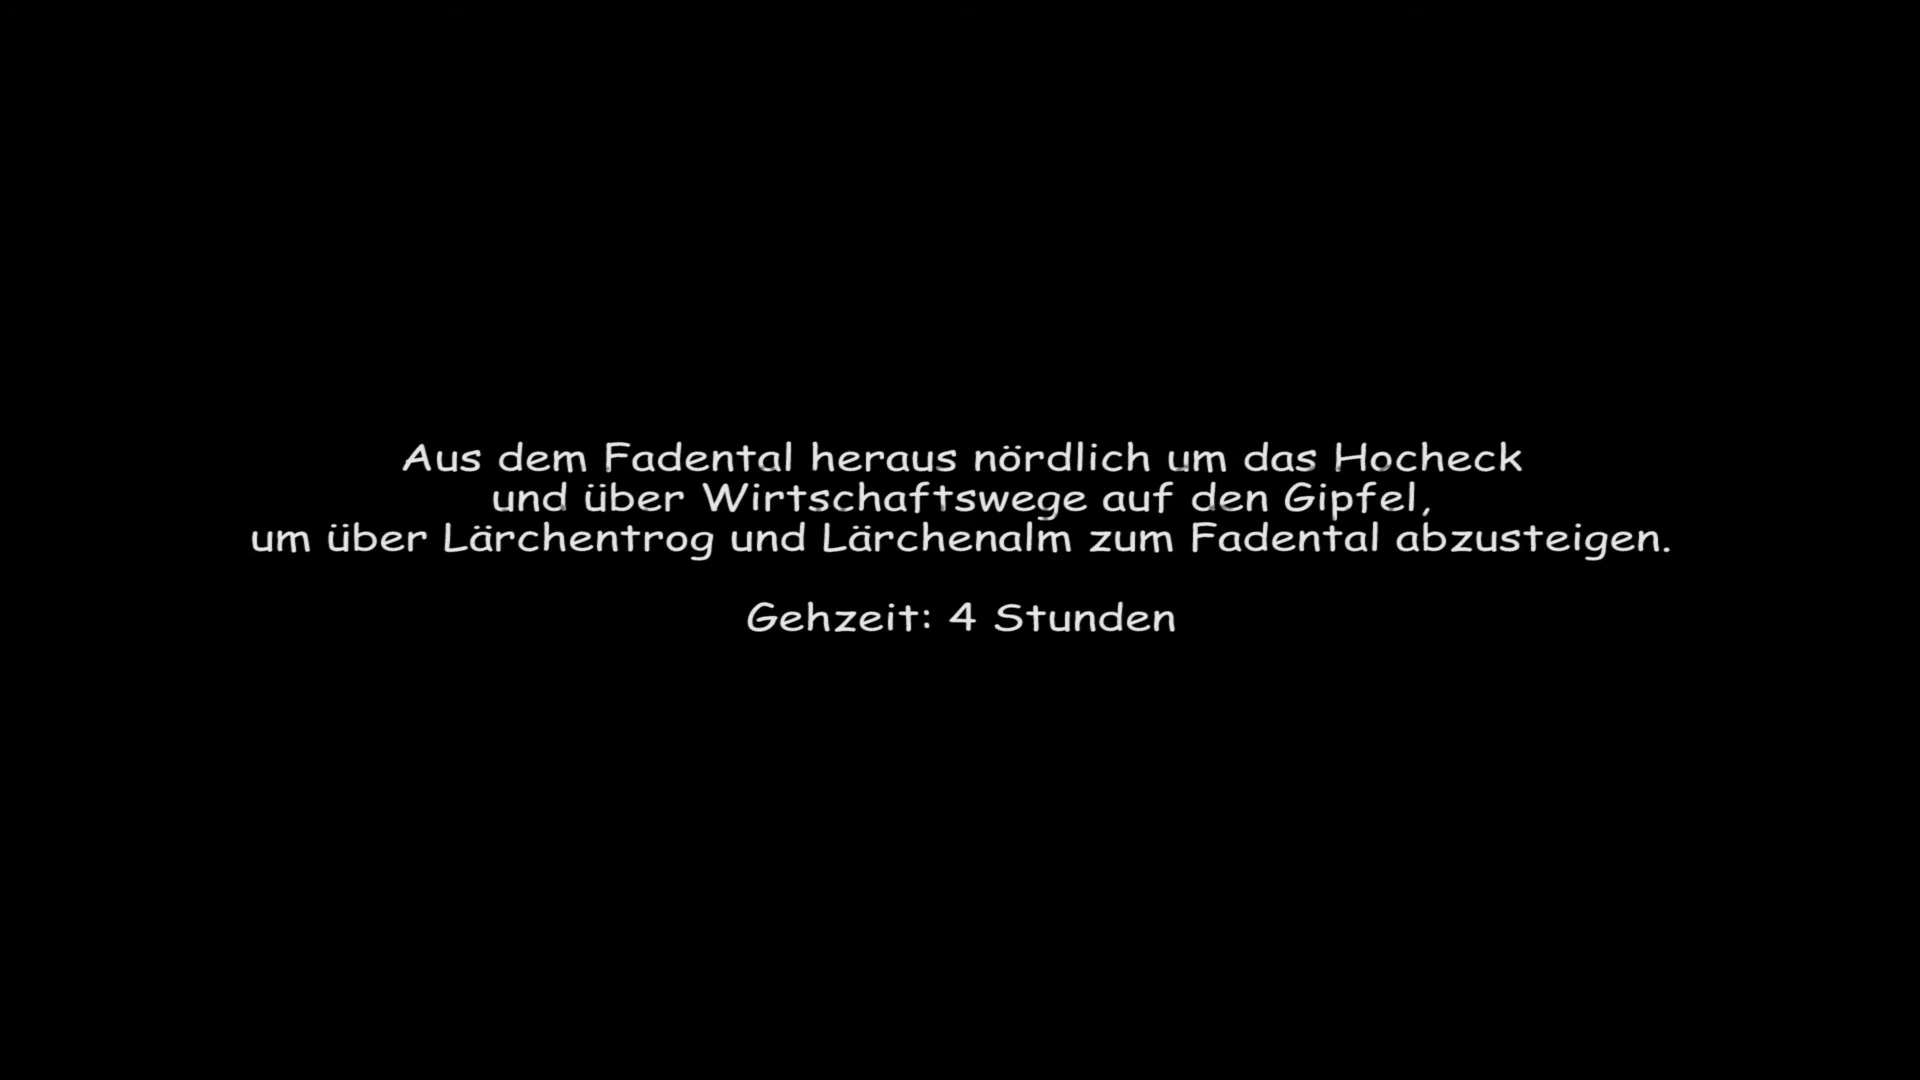 Aus dem Fadental heraus nördlich um das Hocheck
und über Wirtschaftswege auf den Gipfel,
um über Lärchentrog und Lärchenalm zum Fadental abzusteigen.
Gehzeit: 4 Stunden